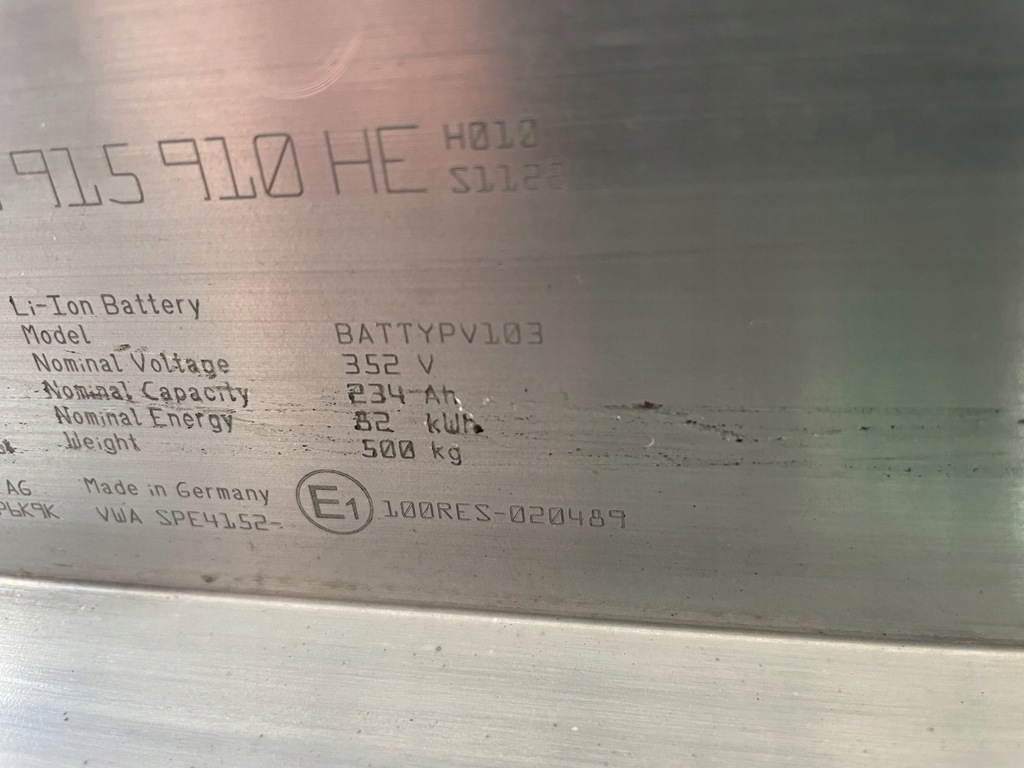 915 910 HE H010
S1122
Li-Ion Battery
Model BATTYPV103
Nominal Voltage 352 V
Nominal Capacity 234 Ah
Nominal Energy 82 kWh
Weight 500 kg
AG Made in Germany E1 100RES-020489
P6K9K VWA SPE4152-